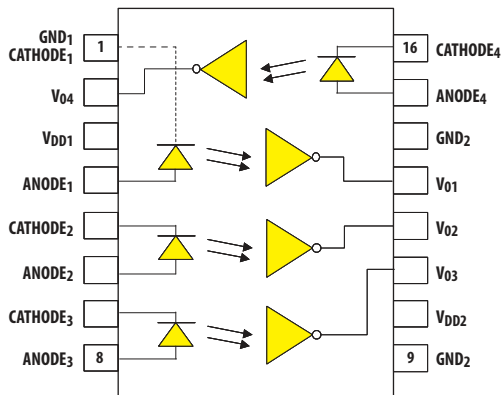 GND1
CATHODE1
1
V04
VDD1
ANODE1
CATHODE2
ANODE2
CATHODE3
ANODE3
8
16
CATHODE4
ANODE4
GND2
V01
V02
V03
VDD2
9
GND2